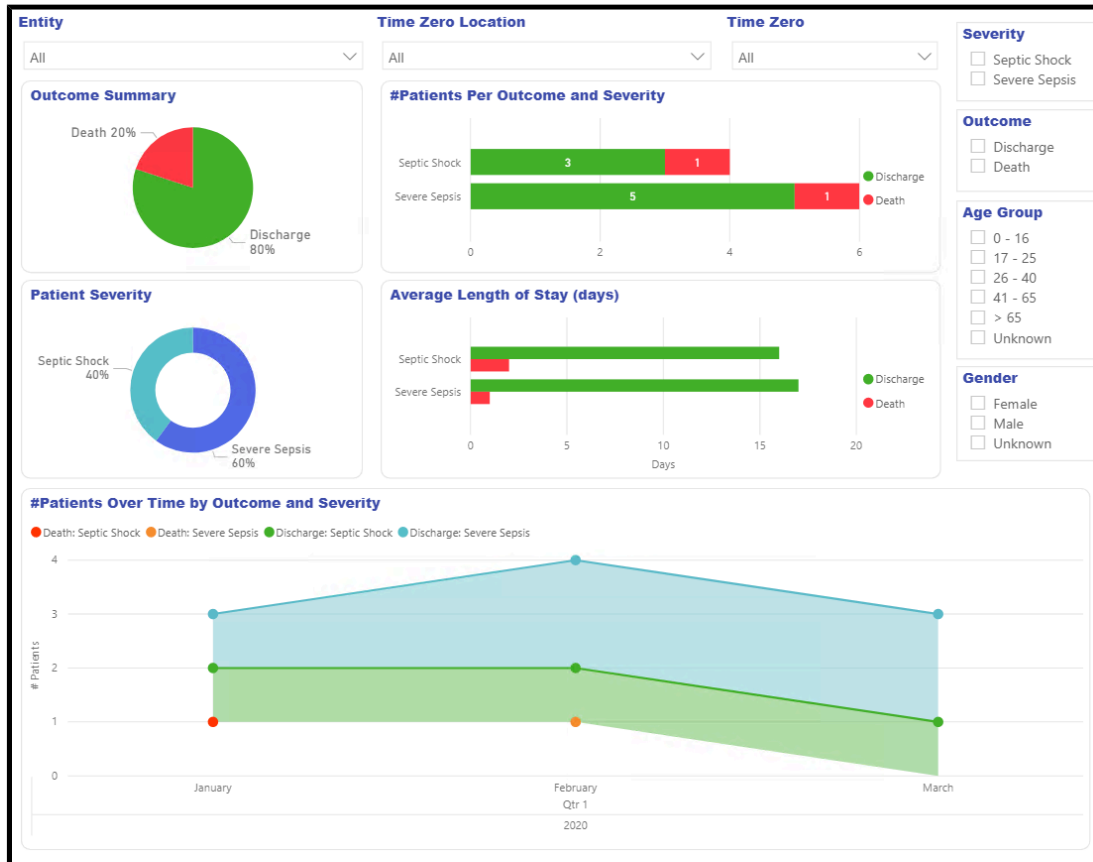 Entity
Time Zero Location
Time Zero
All
All
All
Severity
Septic Shock
Severe Sepsis
Outcome
Discharge
Death
Age Group
0 - 16
17 - 25
26 - 40
41 - 65
> 65
Unknown
Gender
Female
Male
Unknown
Outcome Summary
Death 20%
Discharge
80%
#Patients Per Outcome and Severity
Septic Shock
3
1
Severe Sepsis
5
1
0
2
4
6
Discharge
Death
Patient Severity
Septic Shock
40%
Severe Sepsis
60%
Average Length of Stay (days)
Septic Shock
Severe Sepsis
0
5
10
15
20
Days
Discharge
Death
#Patients Over Time by Outcome and Severity
Death: Septic Shock
Death: Severe Sepsis
Discharge: Septic Shock
Discharge: Severe Sepsis
# Patients
4
3
2
1
0
January
February
March
Qtr 1
2020